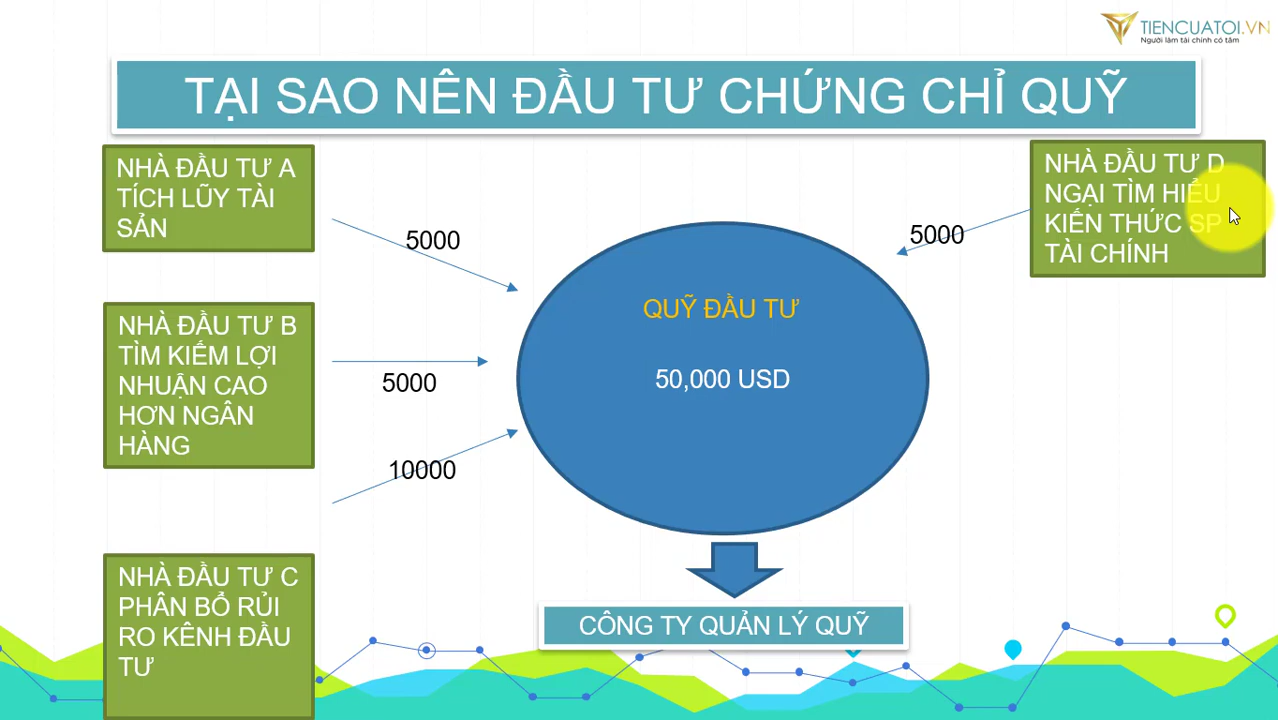 TIENCUATOI.VN
Người làm tài chính có tâm
TẠI SAO NÊN ĐẦU TƯ CHỨNG CHỈ QUỸ
NHÀ ĐẦU TƯ A
TÍCH LŨY TÀI
SẢN
5000
NHÀ ĐẦU TƯ B
TÌM KIẾM LỢI
NHUẬN CAO
HƠN NGÂN
HÀNG
5000
10000
NHÀ ĐẦU TƯ C
PHÂN BỔ RỦI
RO KÊNH ĐẦU
TƯ
QUỸ ĐẦU TƯ
50,000 USD
CÔNG TY QUẢN LÝ QUỸ
5000
NHÀ ĐẦU TƯ D
NGẠI TÌM HIỂU
KIẾN THỨC SP
TÀI CHÍNH